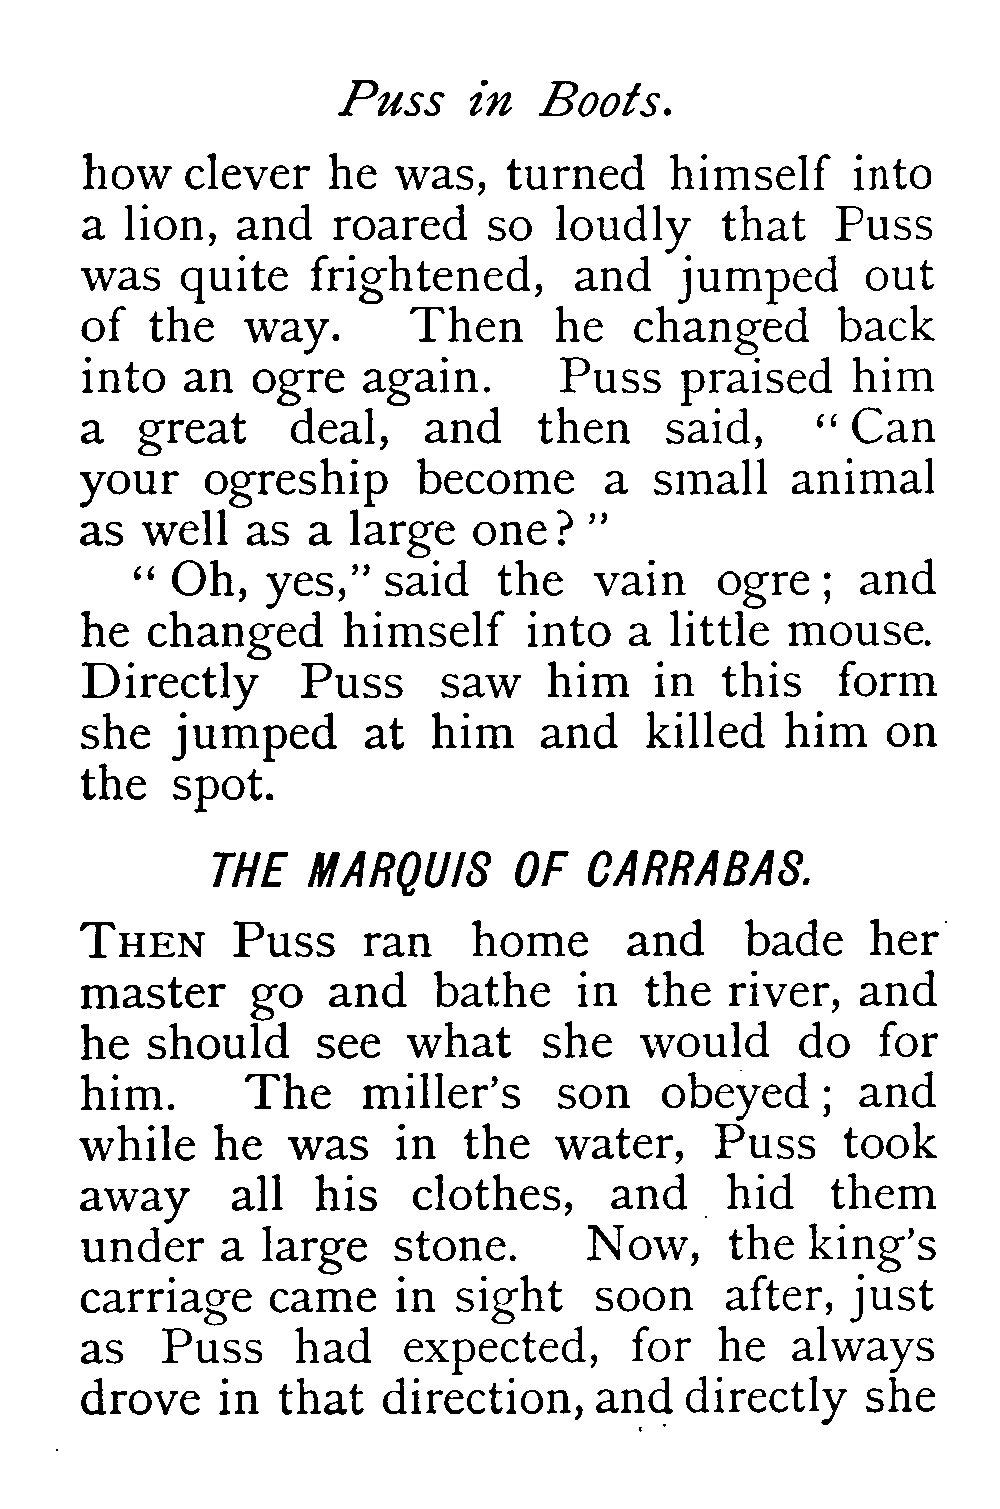 Puss in Boots.
how clever he was, turned himself into
a lion, and roared so loudly that Puss
was quite frightened, and jumped out
of the way. Then he changed back
into an ogre again. Puss praised him
a great deal, and then said, “Can
your ogreship become a small animal
as well as a large one?”
“Oh, yes,” said the vain ogre; and
he changed himself into a little mouse.
Directly Puss saw him in this form
she jumped at him and killed him on
the spot.
THE MARQUIS OF CARRABAS.
THEN Puss ran home and bade her
master go and bathe in the river, and
he should see what she would do for
him. The miller’s son obeyed; and
while he was in the water, Puss took
away all his clothes, and hid them
under a large stone. Now, the king’s
carriage came in sight soon after, just
as Puss had expected, for he always
drove in that direction, and directly she